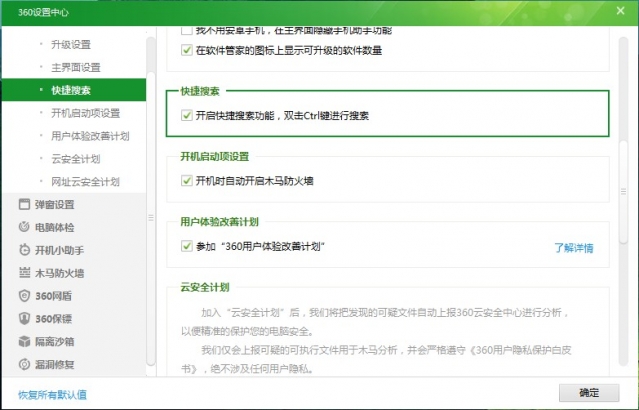 360设置中心
升级设置
主界面设置
快捷搜索
开机启动项设置
用户体验改善计划
云安全计划
网址云安全计划
弹窗设置
电脑体检
开机小助手
木马防火墙
360网盾
360保镖
隔离沙箱
漏洞修复
我不用安卓手机，在主界面隐藏手机助手功能
在软件管家的图标上显示可升级的软件数量
快捷搜索
开启快捷搜索功能，双击Ctrl键进行搜索
开机启动项设置
开机时自动开启木马防火墙
用户体验改善计划
参加“360用户体验改善计划”
了解详情
云安全计划
加入“云安全计划”后，我们将把发现的可疑文件自动上报360云安全中心进行分析，
以便精准的保护您的电脑安全。
我们仅会上报可疑的可执行文件用于木马分析，并会严格遵守《360用户隐私保护白皮
书》，绝不涉及任何用户隐私。
恢复所有默认值
确定